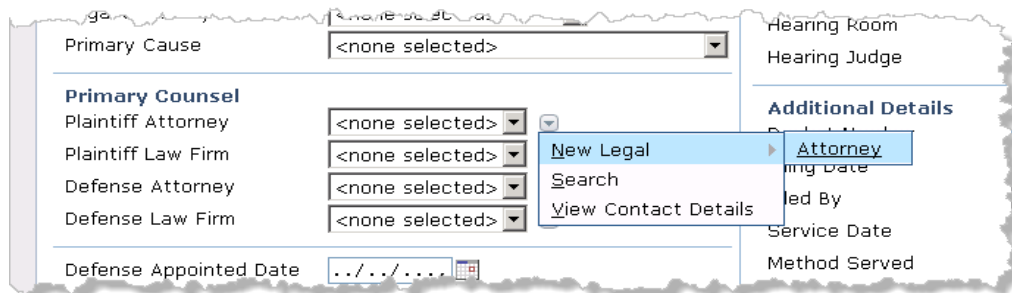 Primary Cause
<none selected>
Primary Counsel
Plaintiff Attorney
<none selected>
Plaintiff Law Firm
<none selected>
Defense Attorney
<none selected>
Defense Law Firm
<none selected>
Defense Appointed Date
../../....
New Legal
Attorney
Search
View Contact Details
Hearing Room
Hearing Judge
Additional Details
Date
By
Service Date
Method Served